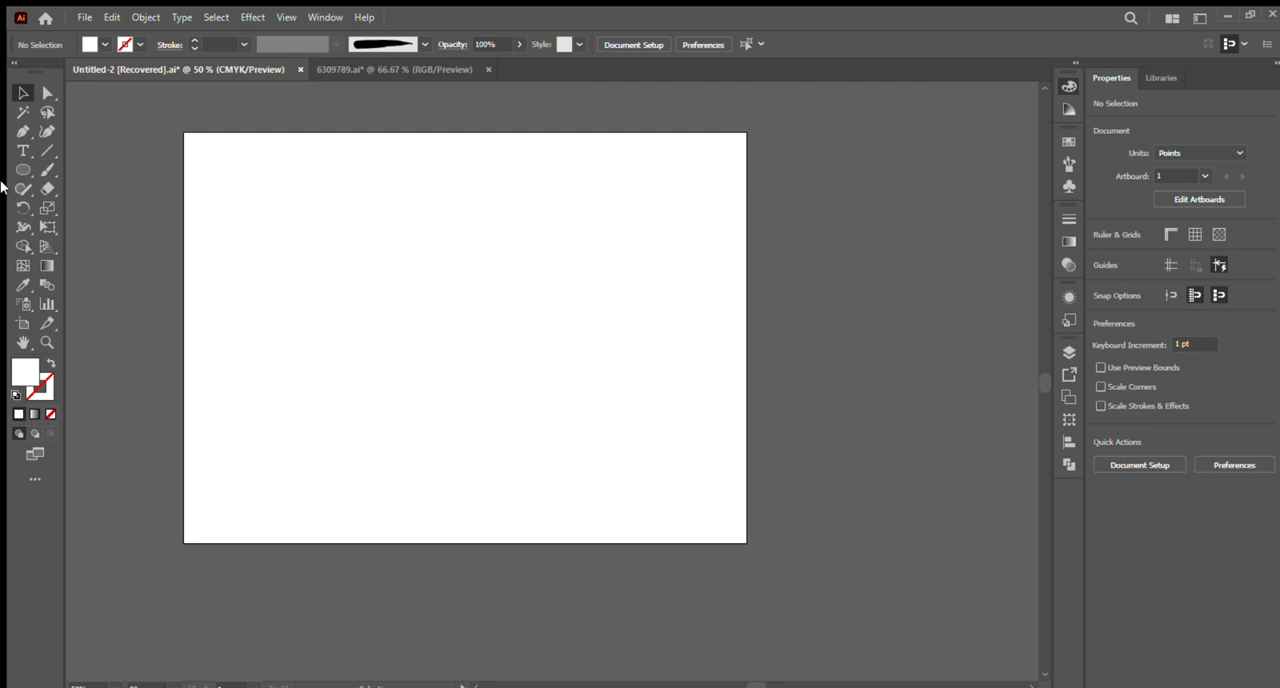 Ai File Edit Object Type Select Effect View Window Help
No Selection Stroke: Opacity: 100% Style: Document Setup Preferences
Untitled-2 [Recovered].ai* @ 50 % (CMYK/Preview) × 6309789.ai* @ 66.67 % (RGB/Preview) ×
Properties Libraries
No Selection
Document
Units: Points
Artboard: 1
Edit Artboards
Ruler & Grids
Guides
Snap Options
Preferences
Keyboard Increment: 1 pt
Use Preview Bounds
Scale Corners
Scale Strokes & Effects
Quick Actions
Document Setup Preferences